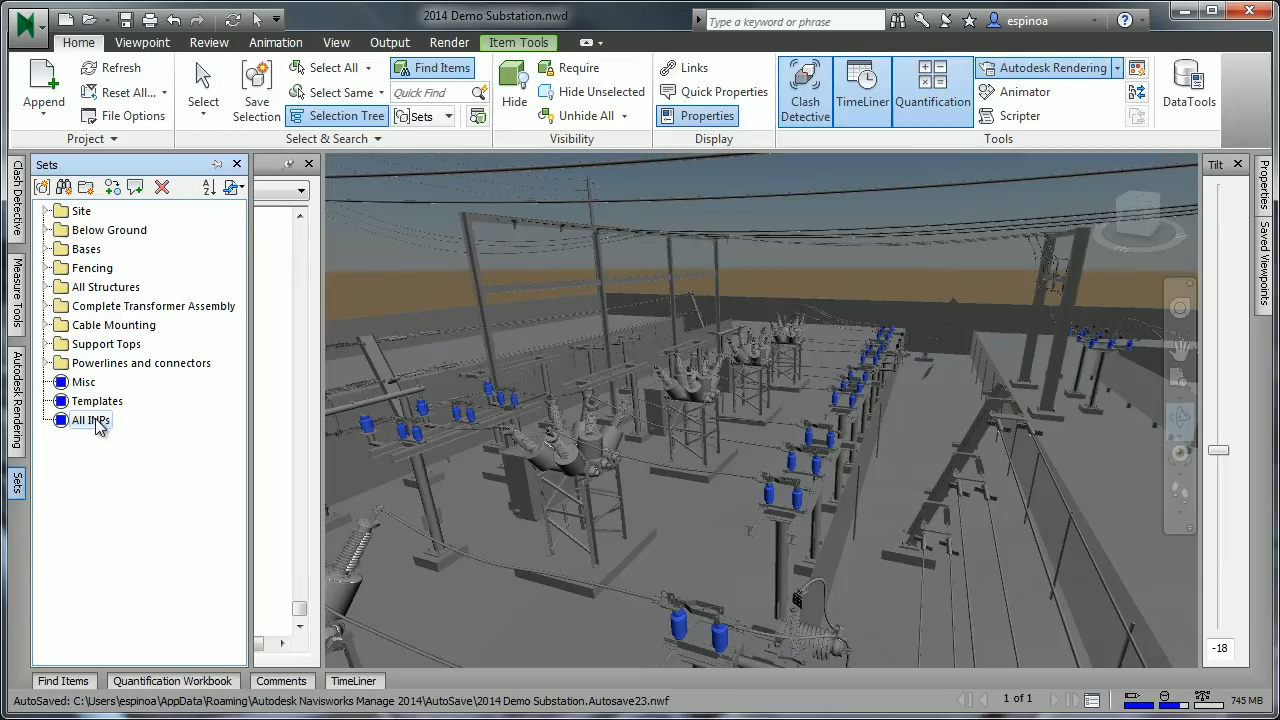 2014 Demo Substation.nwd
Type a keyword or phrase
espinoa
Home Viewpoint Review Animation View Output Render Item Tools
Append
Refresh
Reset All...
File Options
Project
Select
Save Selection
Select All
Select Same
Selection Tree
Find Items
Quick Find
Sets
Select & Search
Hide
Require
Hide Unselected
Unhide All
Visibility
Links
Quick Properties
Properties
Display
Clash Detective
TimeLiner
Quantification
Autodesk Rendering
Animator
Scripter
Tools
DataTools
Clash Detective
Measure Tools
Autodesk Rendering
Sets
Sets
Site
Below Ground
Bases
Fencing
All Structures
Complete Transformer Assembly
Cable Mounting
Support Tops
Powerlines and connectors
Misc
Templates
Tilt
-18
Properties
Saved Viewpoints
Find Items
Quantification Workbook
Comments
TimeLiner
AutoSaved: C:\Users\espinoa\AppData\Roaming\Autodesk Navisworks Manage 2014\AutoSave\2014 Demo Substation.Autosave23.nwf
1 of 1
745 MB